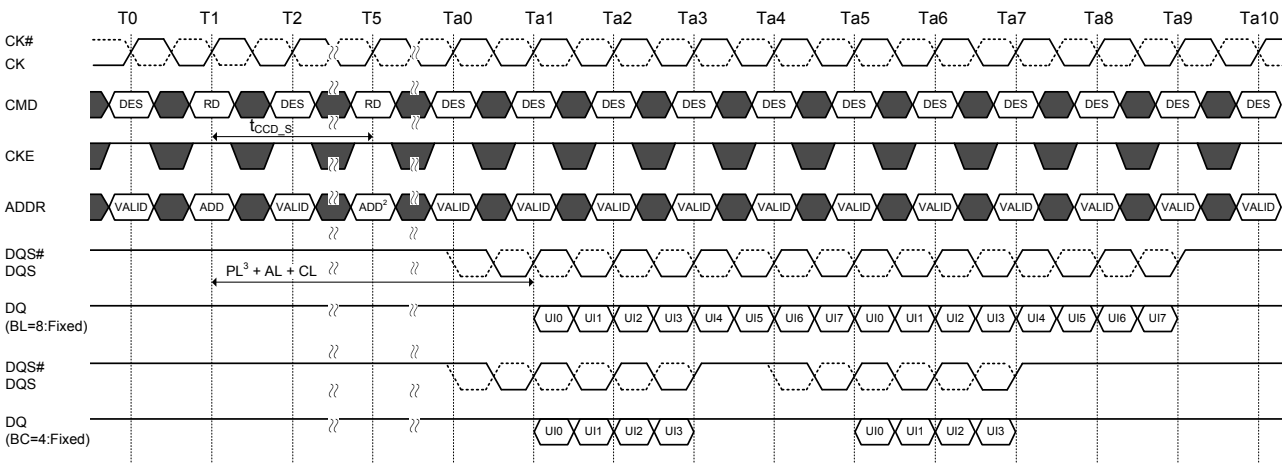 T0 T1 T2 T5 Ta0 Ta1 Ta2 Ta3 Ta4 Ta5 Ta6 Ta7 Ta8 Ta9 Ta10
CK#
CK
CMD DES RD DES RD DES DES DES DES DES DES DES DES DES DES DES
tCCD_S
CKE
ADDR VALID ADD VALID ADD² VALID VALID VALID VALID VALID VALID VALID VALID VALID VALID VALID
DQS#
DQS
PL³ + AL + CL
DQ
(BL=8:Fixed)
UI0 UI1 UI2 UI3 UI4 UI5 UI6 UI7 UI0 UI1 UI2 UI3 UI4 UI5 UI6 UI7
DQS#
DQS
DQ
(BC=4:Fixed)
UI0 UI1 UI2 UI3 UI0 UI1 UI2 UI3